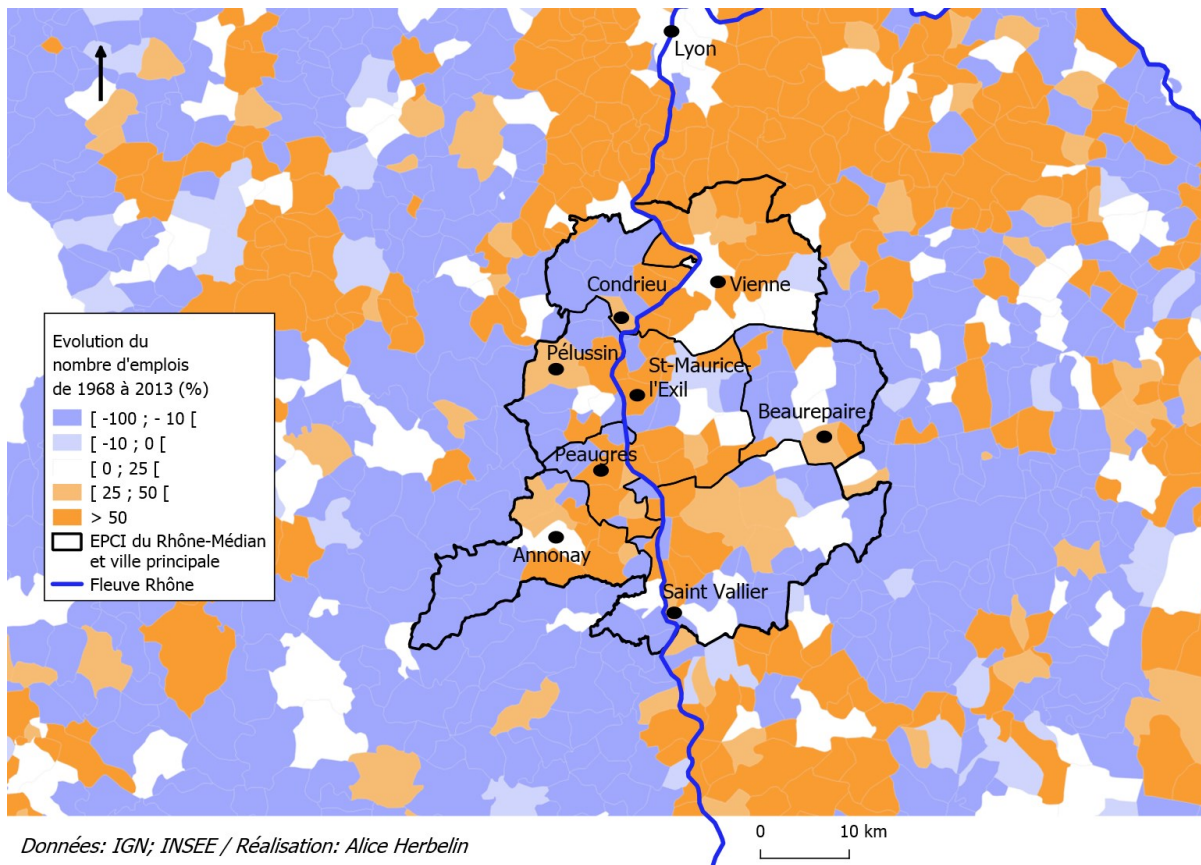 Lyon
Condrieu
Vienne
Pélussin
St-Maurice-
l'Exil
Beaurepaire
Peaugres
Annonay
Saint Vallier
Evolution du
nombre d'emplois
de 1968 à 2013 (%)
[ -100 ; - 10 [
[ -10 ; 0 [
[ 0 ; 25 [
[ 25 ; 50 [
> 50
EPCI du Rhône-Médian
et ville principale
Fleuve Rhône
Données: IGN; INSEE / Réalisation: Alice Herbelin
0 10 km